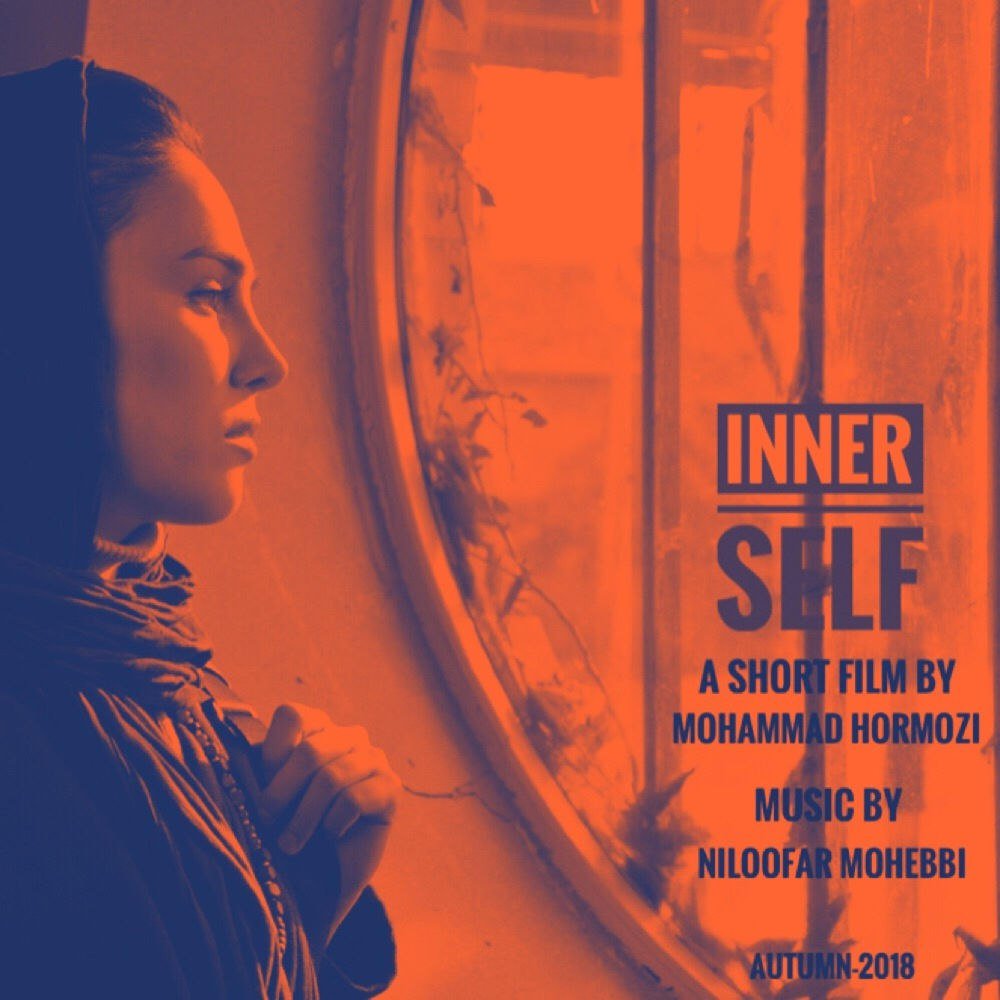 INNER
SELF
A SHORT FILM BY
MOHAMMAD HORMOZI
MUSIC BY
NILOOFAR MOHEBBI
AUTUMN-2018